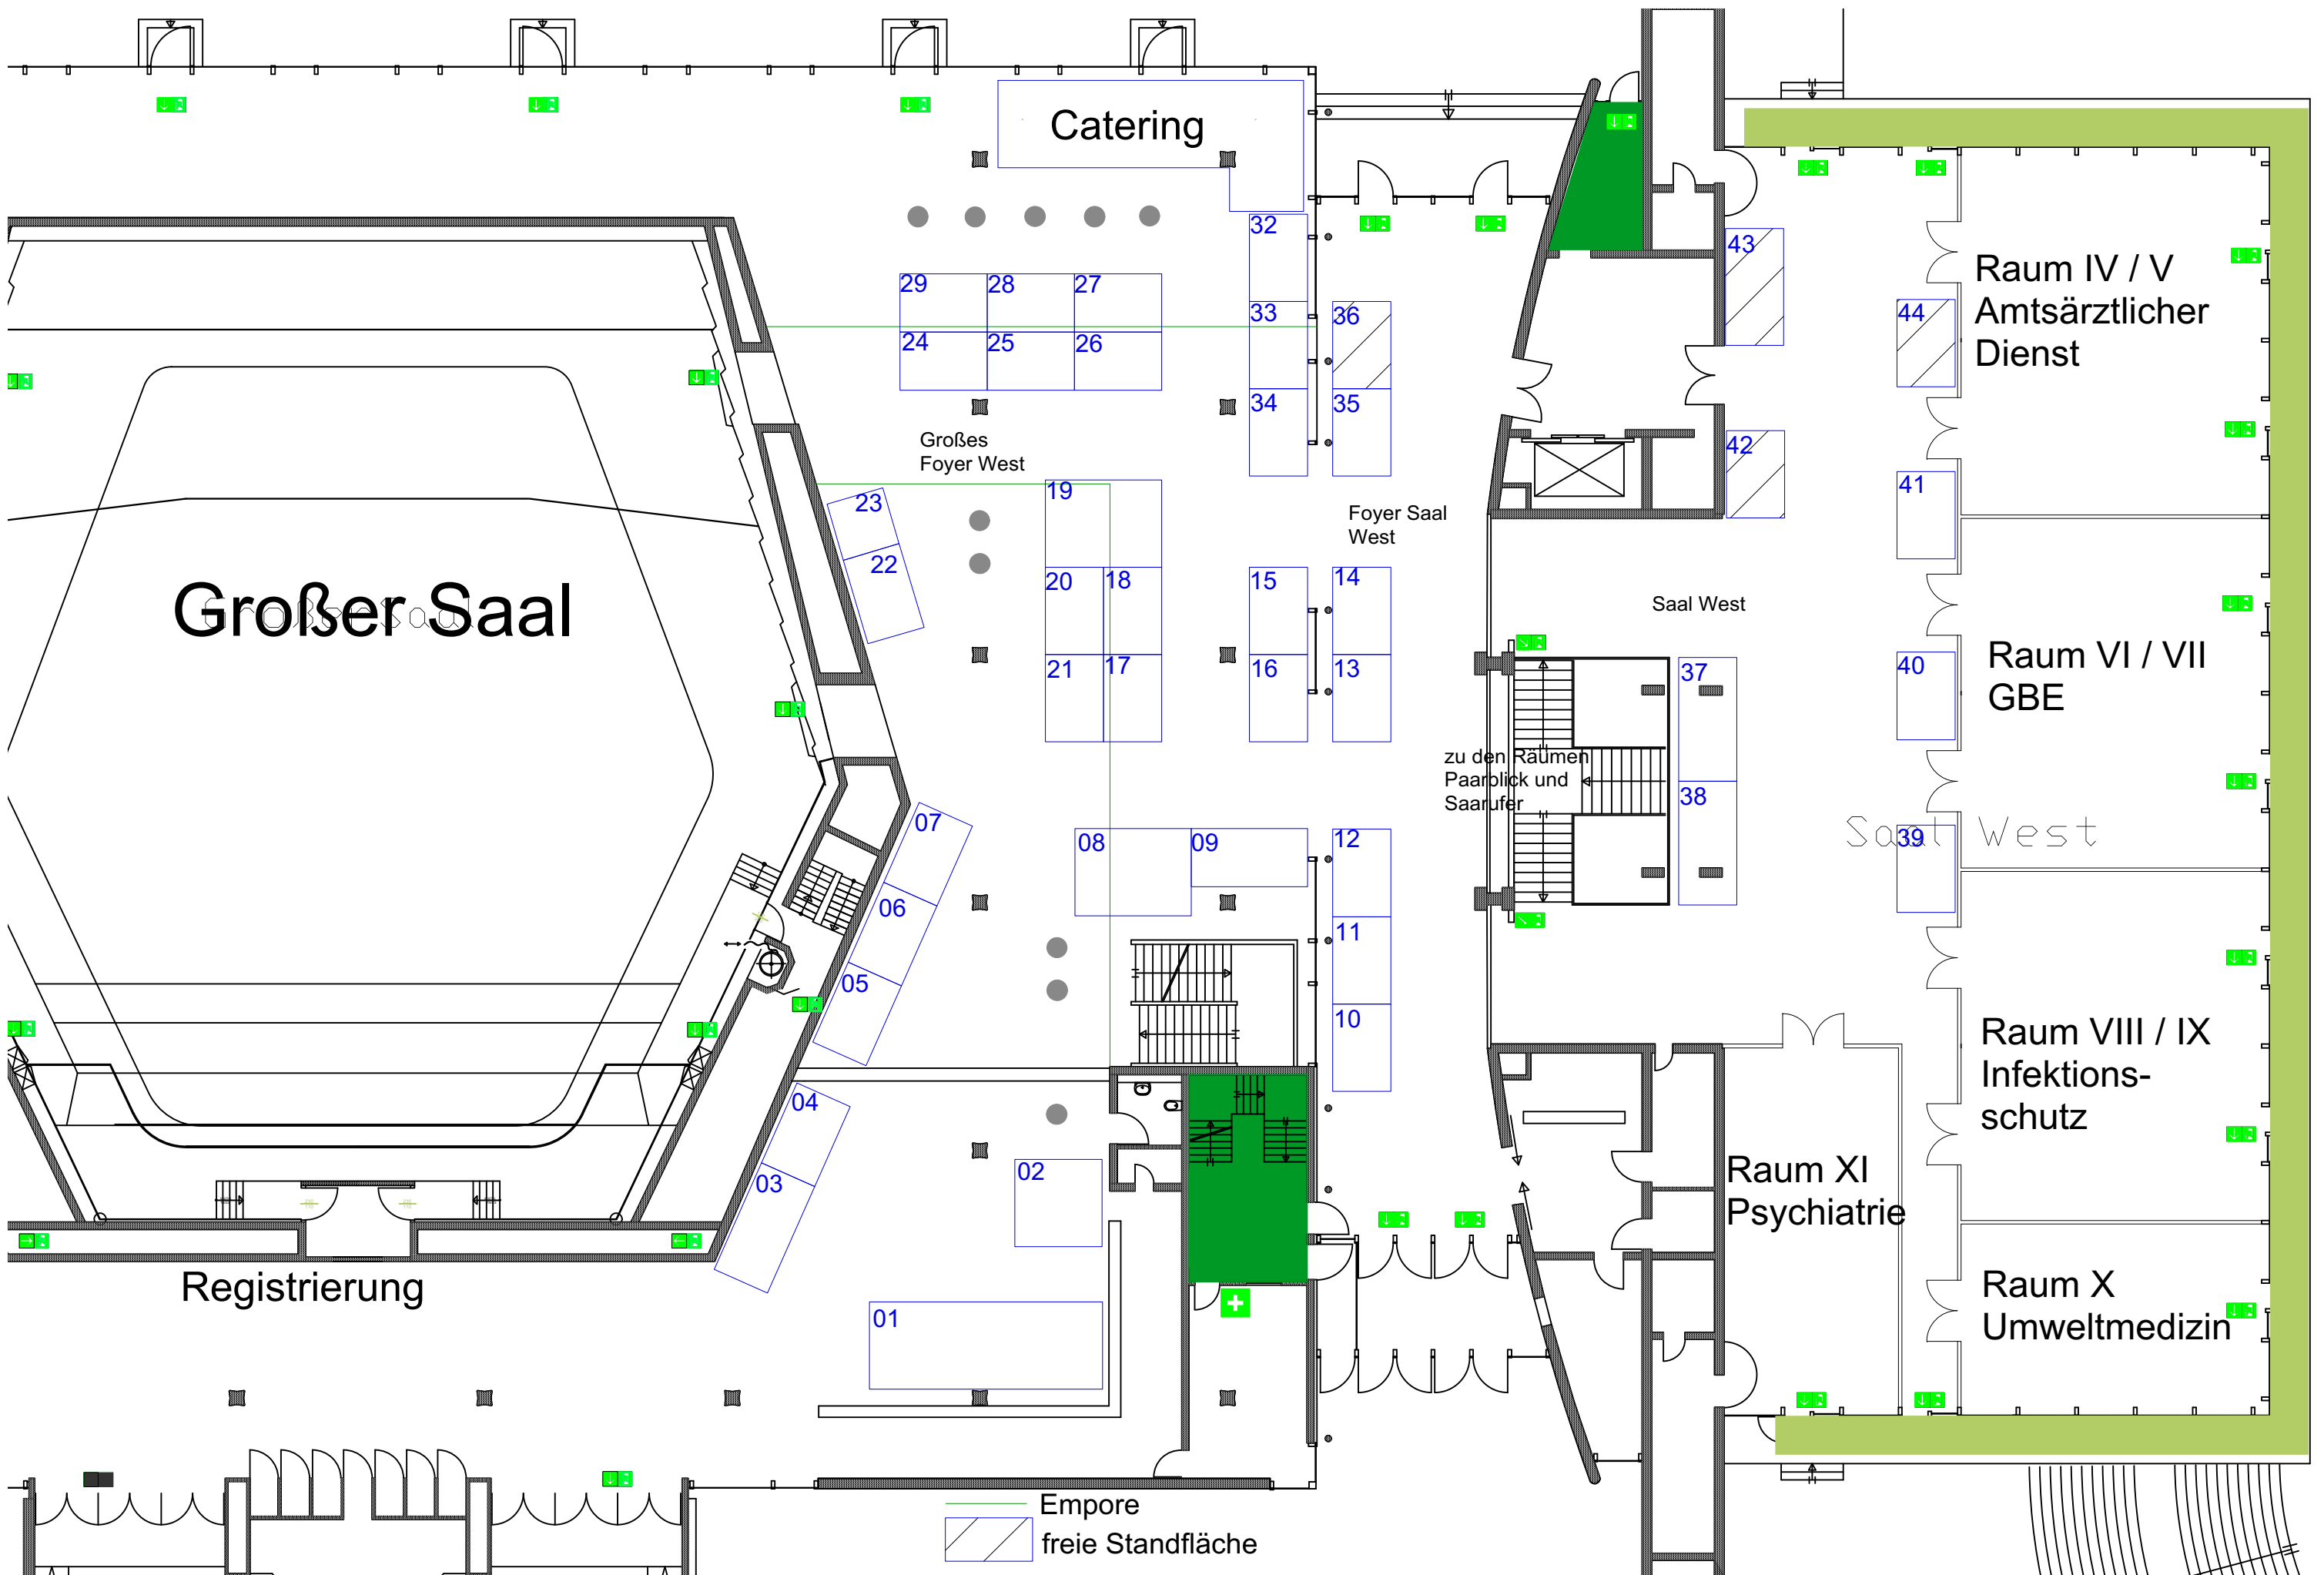 Catering
32
43
29
28
27
33
36
44
Raum IV / V
Amtsärztlicher
Dienst
24
25
26
34
35
Großes
Foyer West
42
41
19
23
22
Foyer Saal
West
20
18
15
14
Großer Saal
Großer Saal
Saal West
21
17
16
13
37
40
Raum VI / VII
GBE
zu den Räumen
Paarblick und
Saarufer
38
07
08
09
12
39
Saal West
06
11
05
10
Raum VIII / IX
Infektions-
schutz
04
03
02
Raum XI
Psychiatrie
Registrierung
01
Raum X
Umweltmedizin
Empore
freie Standfläche